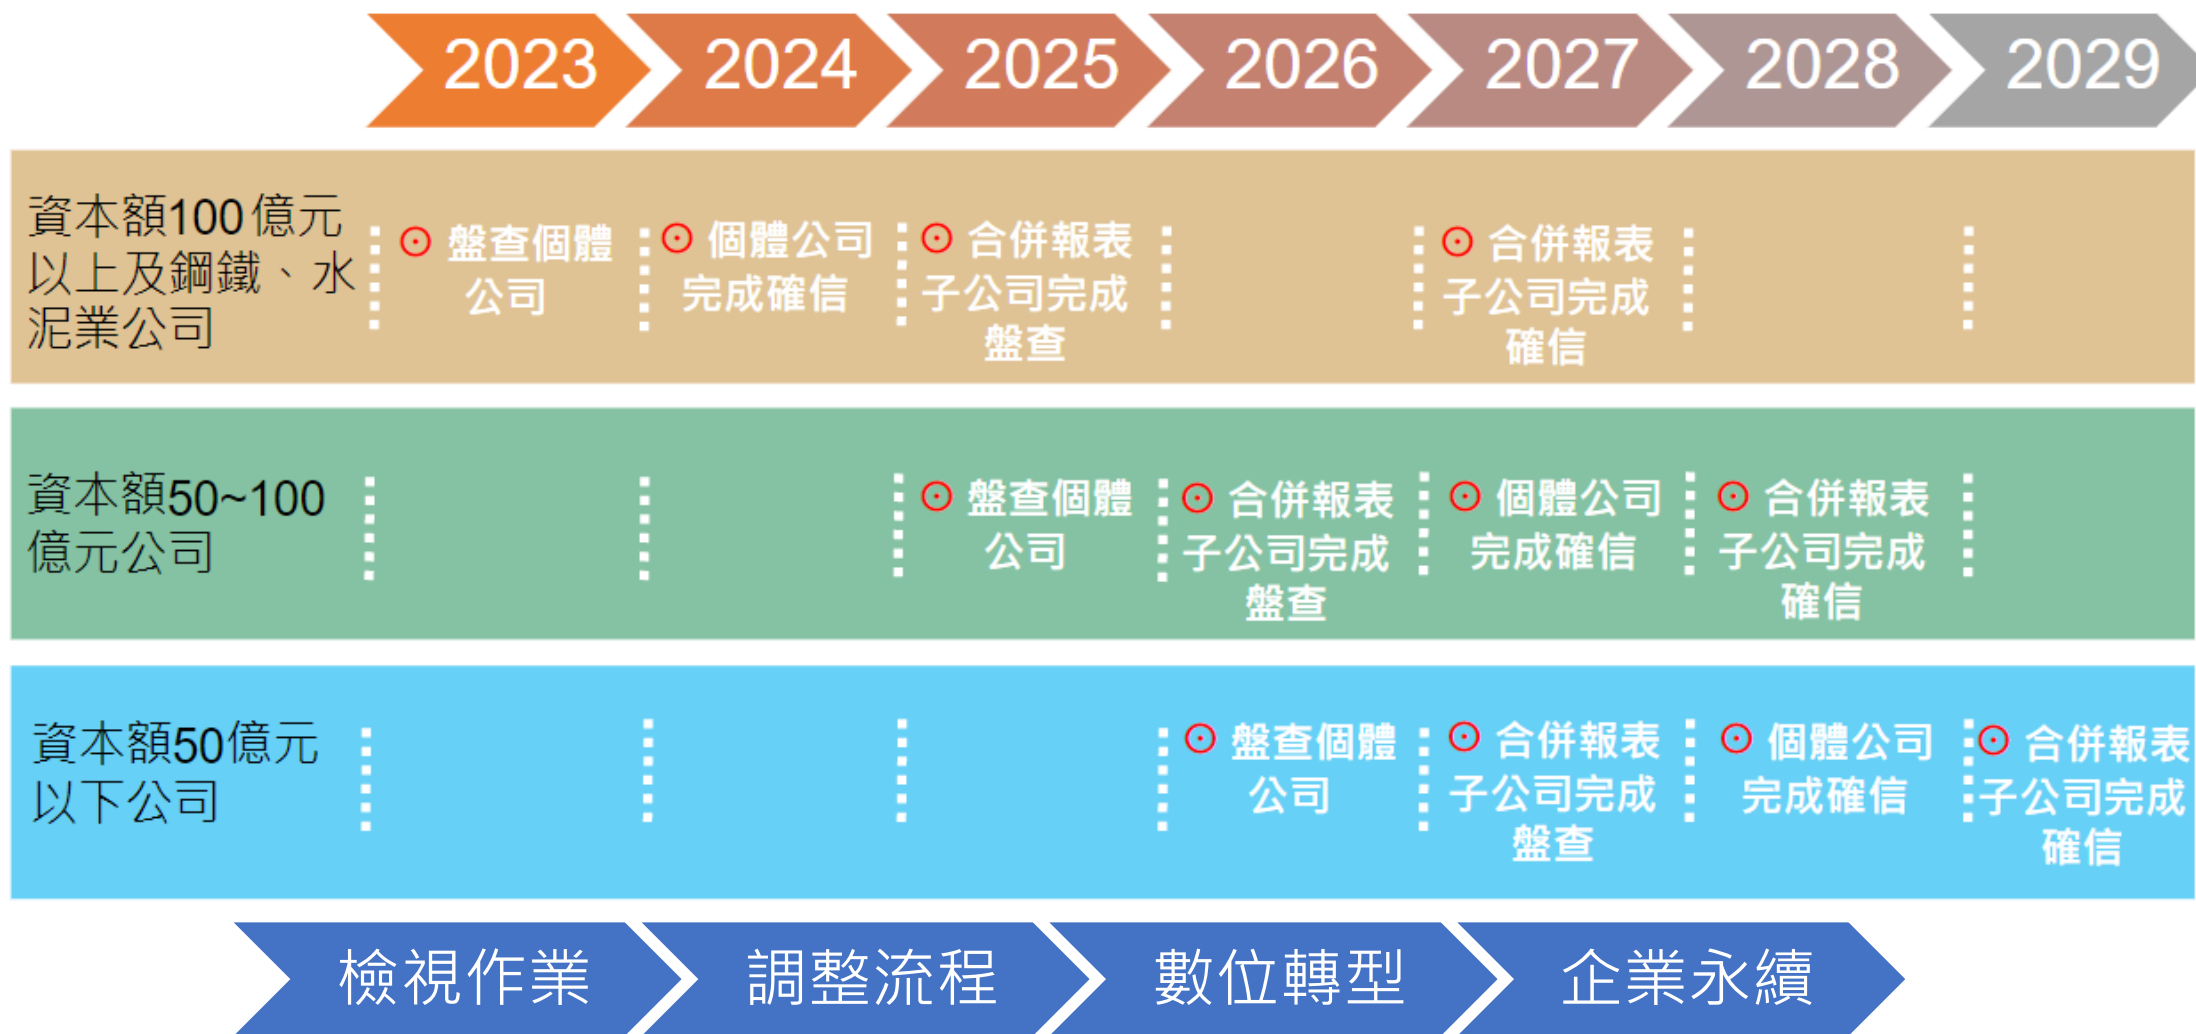 2023
2024
2025
2026
2027
2028
2029
資本額100億元
以上及鋼鐵、水
泥業公司
⊙ 盤查個體
公司
⊙ 個體公司
完成確信
⊙ 合併報表
子公司完成
盤查
⊙ 合併報表
子公司完成
確信
資本額50~100
億元公司
⊙ 盤查個體
公司
⊙ 合併報表
子公司完成
盤查
⊙ 個體公司
完成確信
⊙ 合併報表
子公司完成
確信
資本額50億元
以下公司
⊙ 盤查個體
公司
⊙ 合併報表
子公司完成
盤查
⊙ 個體公司
完成確信
⊙ 合併報表
子公司完成
確信
檢視作業
調整流程
數位轉型
企業永續